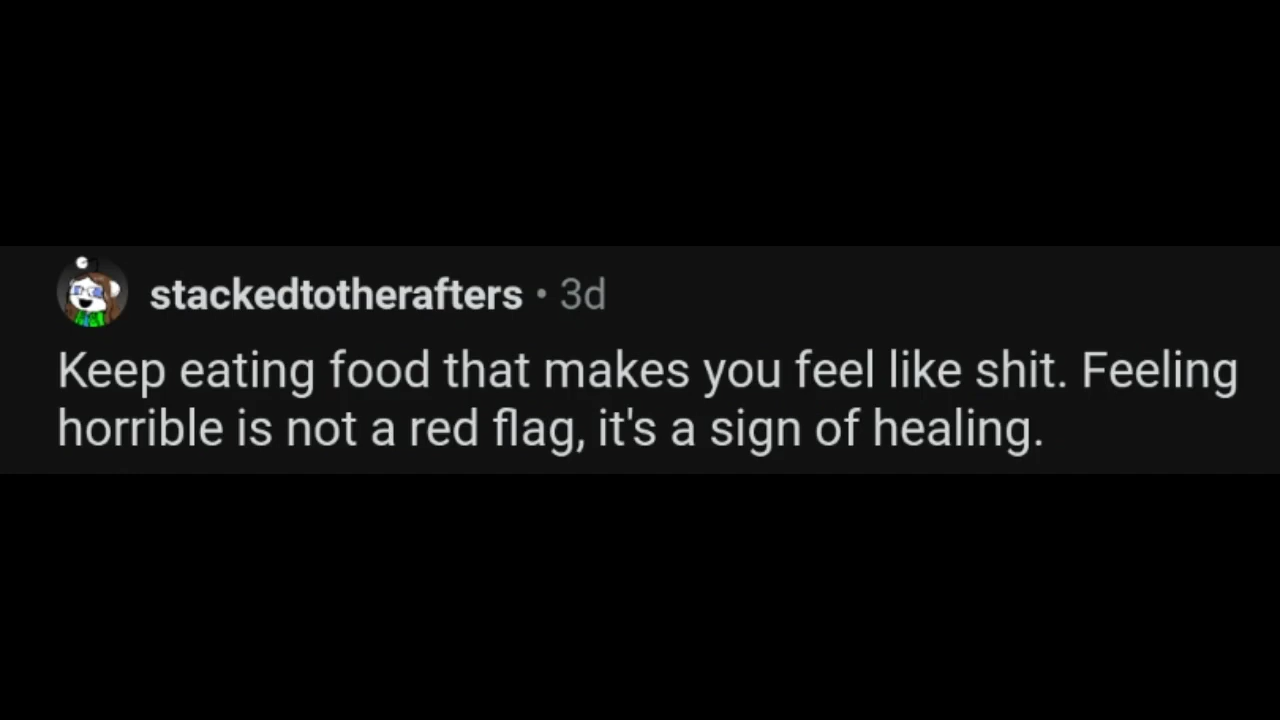 stackedtotherafters • 3d
Keep eating food that makes you feel like shit. Feeling
horrible is not a red flag, it's a sign of healing.